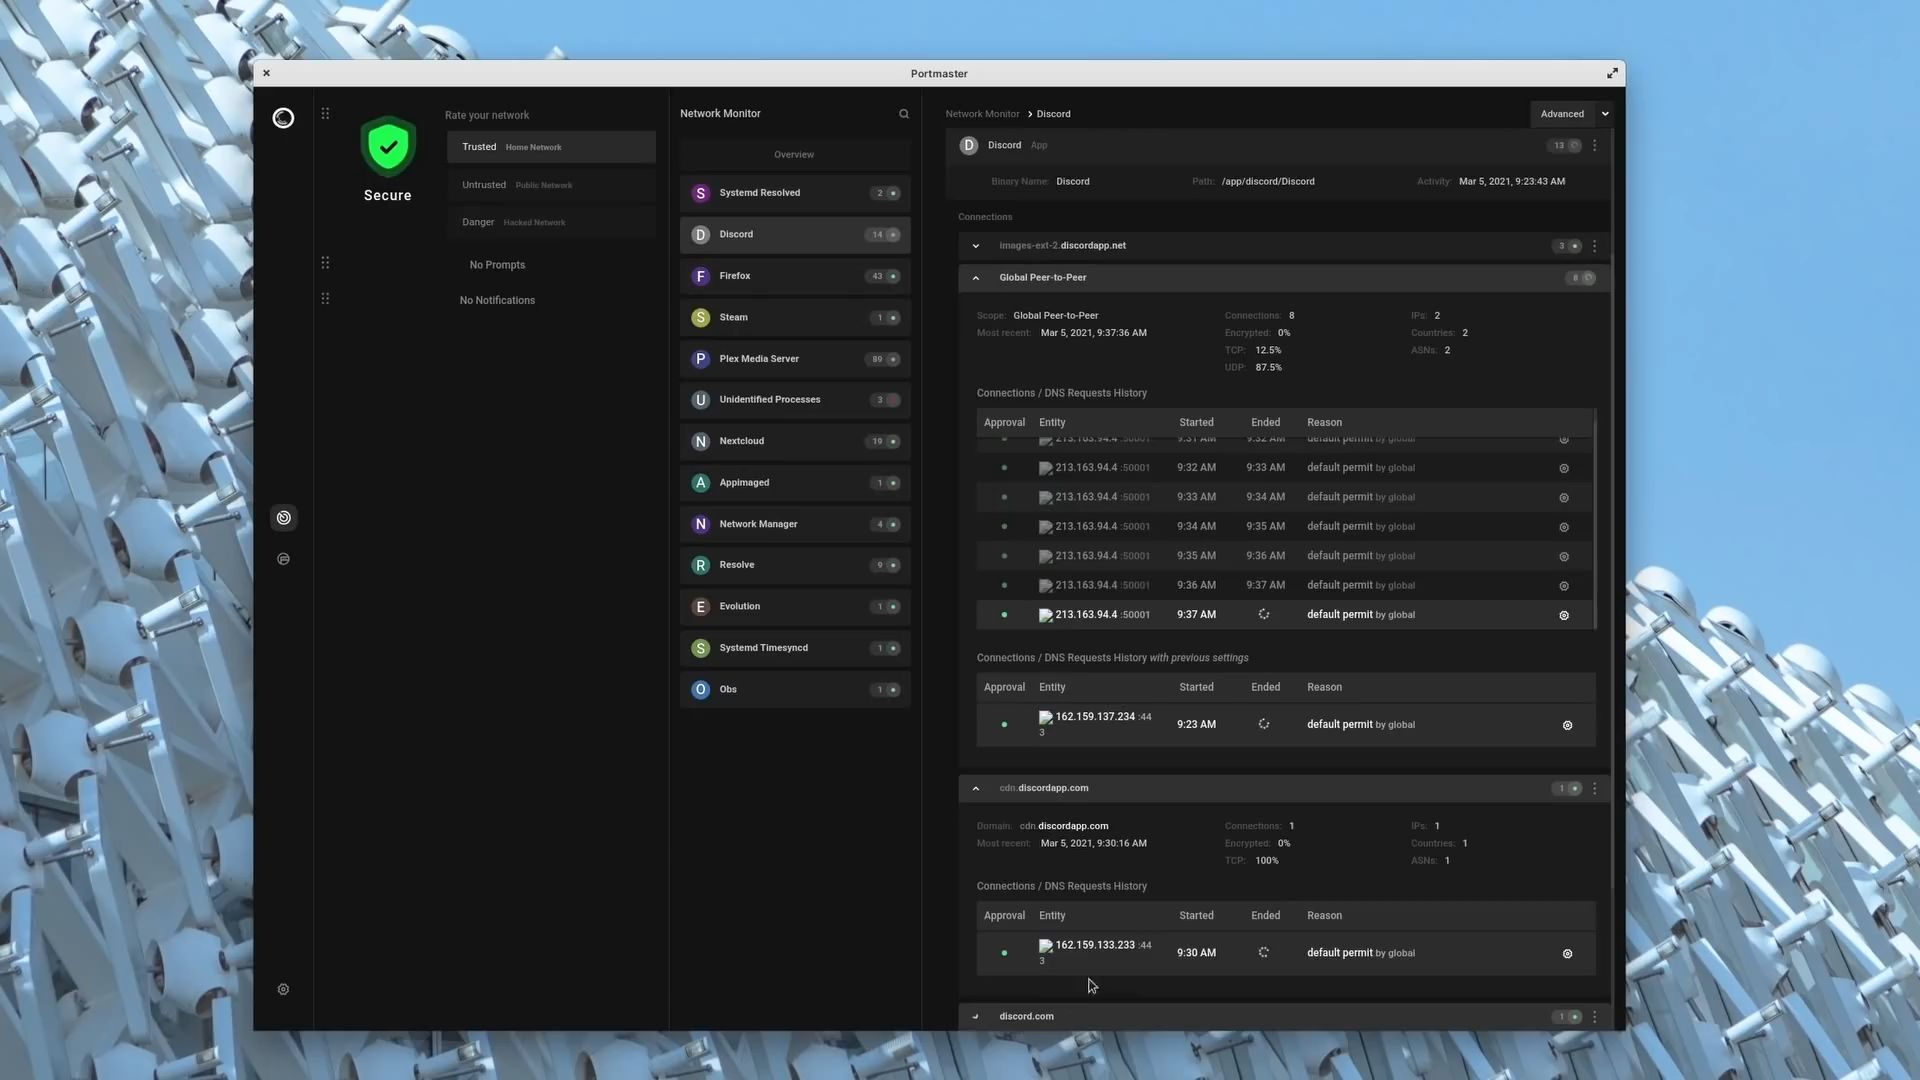 Portmaster
Rate your network
Trusted Home Network
Untrusted Public Network
Danger Hacked Network
Secure
No Prompts
No Notifications
Network Monitor
Overview
S Systemd Resolved 2
D Discord 14
F Firefox 43
S Steam 1
P Plex Media Server 89
U Unidentified Processes 3
N Nextcloud 19
A Appimaged 1
N Network Manager 4
R Resolve 9
E Evolution 1
S Systemd Timesyncd 1
O Obs 1
Network Monitor > Discord
Advanced
D Discord App 13
Binary Name: Discord Path: /app/discord/Discord Activity: Mar 5, 2021, 9:23:43 AM
Connections
images-ext-2.discordapp.net 3
Global Peer-to-Peer 8
Scope: Global Peer-to-Peer Connections: 8 IPs: 2
Most recent: Mar 5, 2021, 9:37:36 AM Encrypted: 0% Countries: 2
TCP: 12.5% ASNs: 2
UDP: 87.5%
Connections / DNS Requests History
Approval Entity Started Ended Reason
213.163.94.4 :50001 9:31 AM 9:32 AM default permit by global
213.163.94.4 :50001 9:32 AM 9:33 AM default permit by global
213.163.94.4 :50001 9:33 AM 9:34 AM default permit by global
213.163.94.4 :50001 9:34 AM 9:35 AM default permit by global
213.163.94.4 :50001 9:35 AM 9:36 AM default permit by global
213.163.94.4 :50001 9:36 AM 9:37 AM default permit by global
213.163.94.4 :50001 9:37 AM default permit by global
Connections / DNS Requests History with previous settings
Approval Entity Started Ended Reason
162.159.137.234 :44
3 9:23 AM default permit by global
cdn.discordapp.com 1
Domain: cdn.discordapp.com Connections: 1 IPs: 1
Most recent: Mar 5, 2021, 9:30:16 AM Encrypted: 0% Countries: 1
TCP: 100% ASNs: 1
Connections / DNS Requests History
Approval Entity Started Ended Reason
162.159.133.233 :44
3 9:30 AM default permit by global
discord.com 1